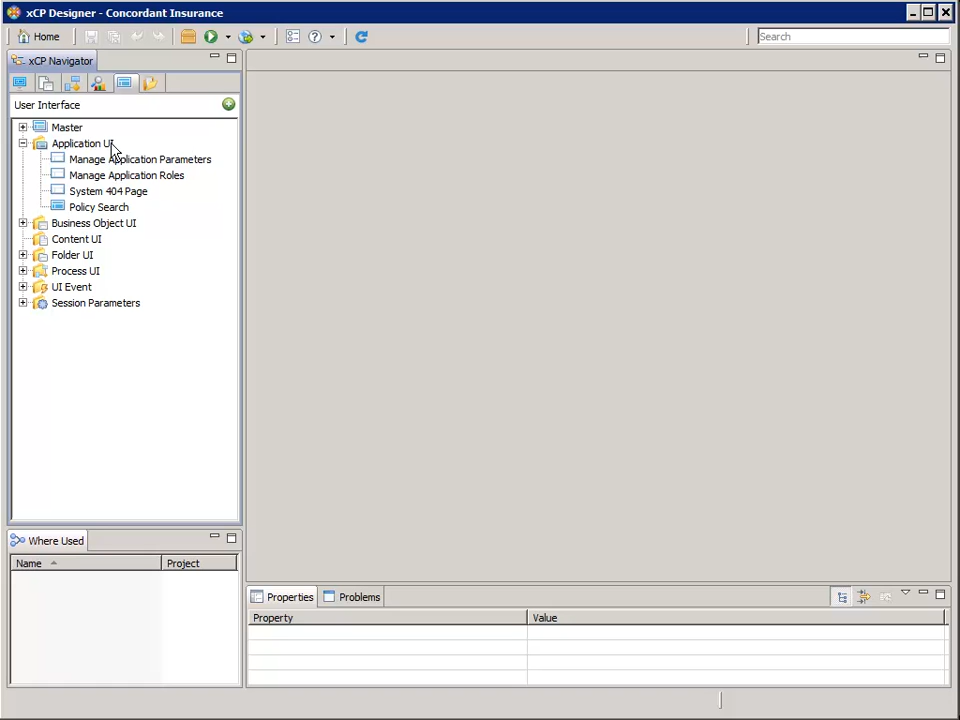 xCP Designer - Concordant Insurance
Home
Search
xCP Navigator
User Interface
Master
Application UI
Manage Application Parameters
Manage Application Roles
System 404 Page
Policy Search
Business Object UI
Content UI
Folder UI
Process UI
UI Event
Session Parameters
Where Used
Name Project
Properties Problems
Property Value